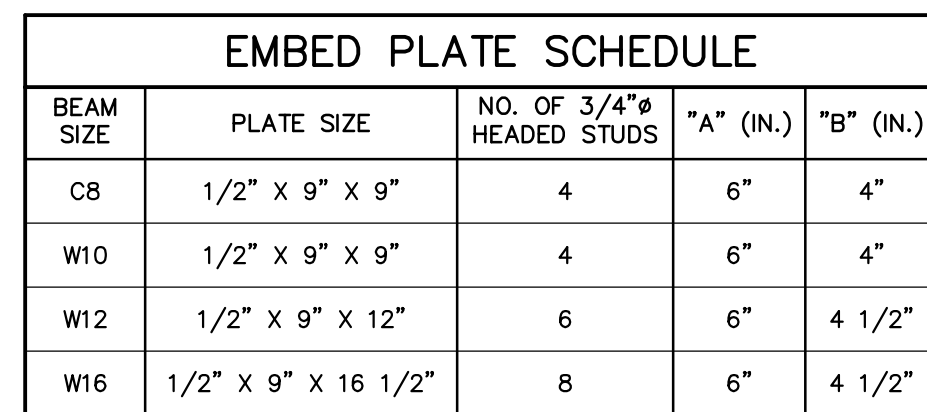 EMBED PLATE SCHEDULE
BEAM SIZE PLATE SIZE NO. OF 3/4"ø HEADED STUDS "A" (IN.) "B" (IN.)
C8 1/2" X 9" X 9" 4 6" 4"
W10 1/2" X 9" X 9" 4 6" 4"
W12 1/2" X 9" X 12" 6 6" 4 1/2"
W16 1/2" X 9" X 16 1/2" 8 6" 4 1/2"